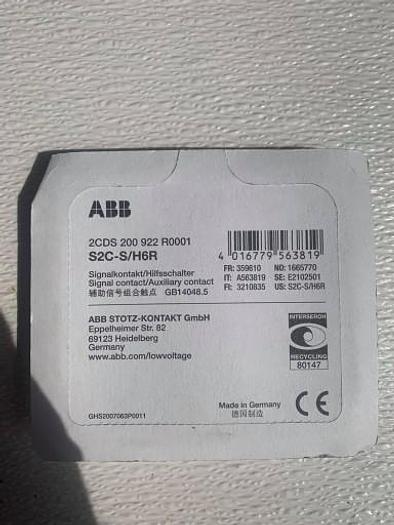 ABB
2CDS 200 922 R0001
S2C-S/H6R
4 016779 563819
Signalkontakt/Hilfsschalter
Signal contact/Auxiliary contact
辅助信号组合触点 GB14048.5
FR: 359610 NO: 1665770
IT: A563819 SE: E2102501
FI: 3210835 US: S2C-S/H6R
ABB STOTZ-KONTAKT GmbH
Eppelheimer Str. 82
69123 Heidelberg
Germany
www.abb.com/lowvoltage
INTERSEROH
RECYCLING
80147
Made in Germany
德国制造
CE
GHS2007063P0011